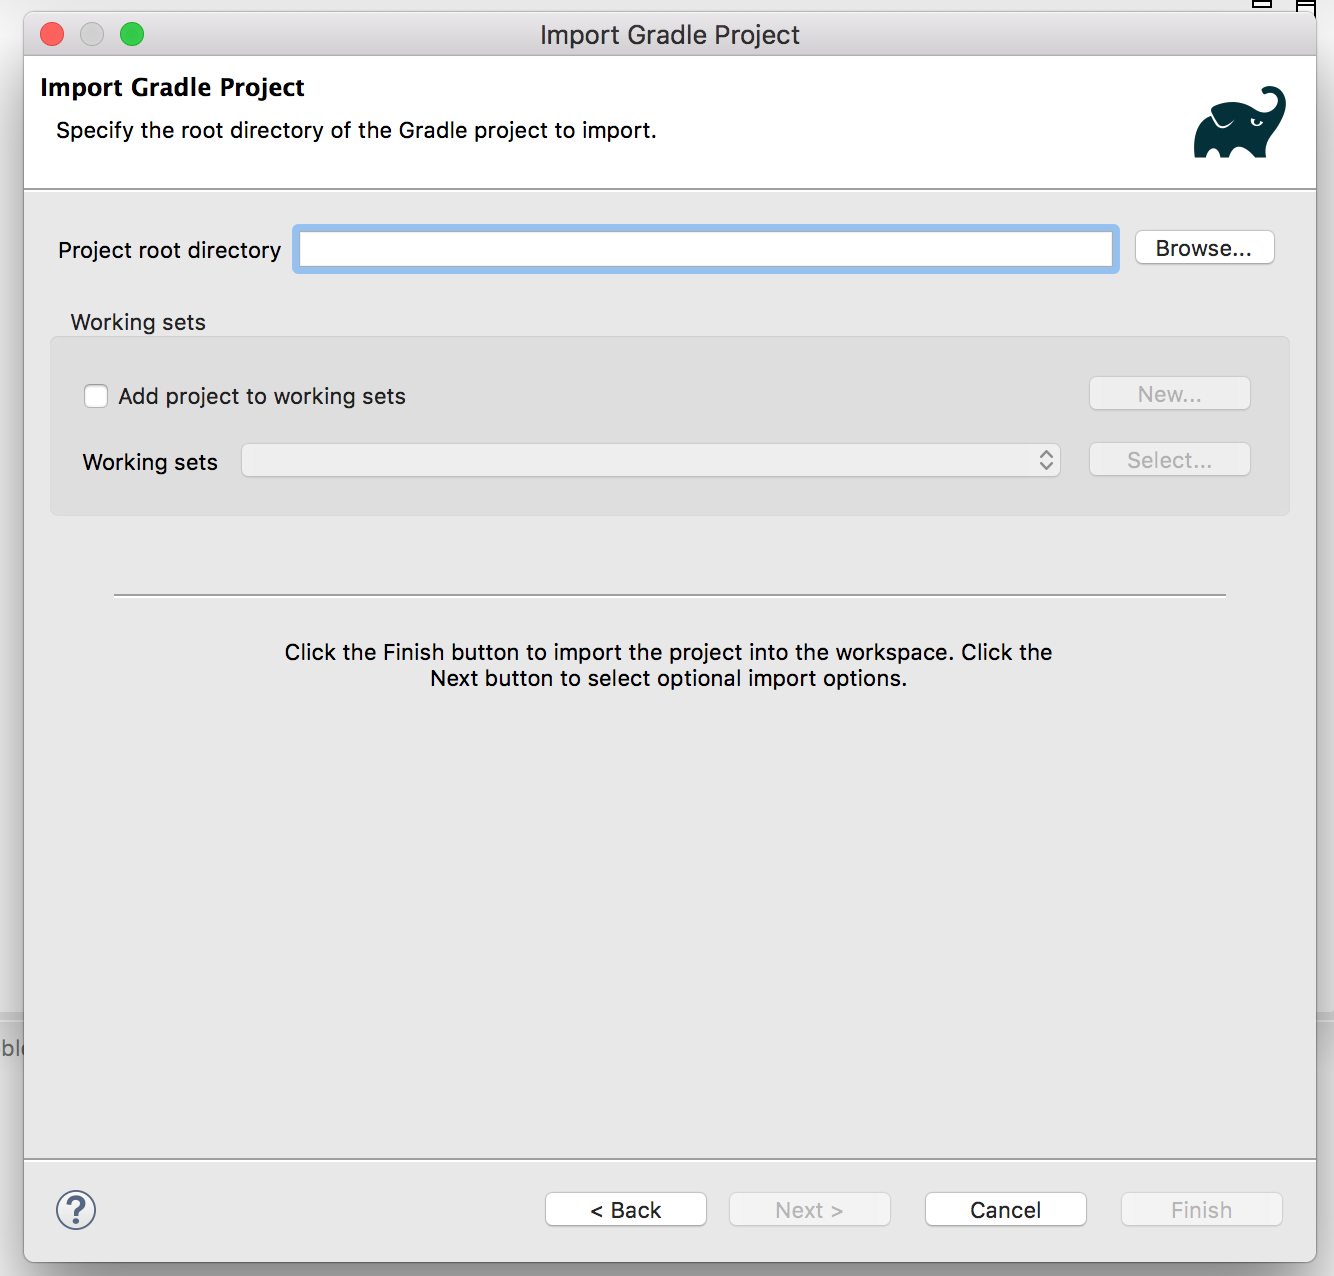 Import Gradle Project
Import Gradle Project
Specify the root directory of the Gradle project to import.
Project root directory
Browse...
Working sets
Add project to working sets
New...
Working sets
Select...
Click the Finish button to import the project into the workspace. Click the
Next button to select optional import options.
?
< Back
Next >
Cancel
Finish